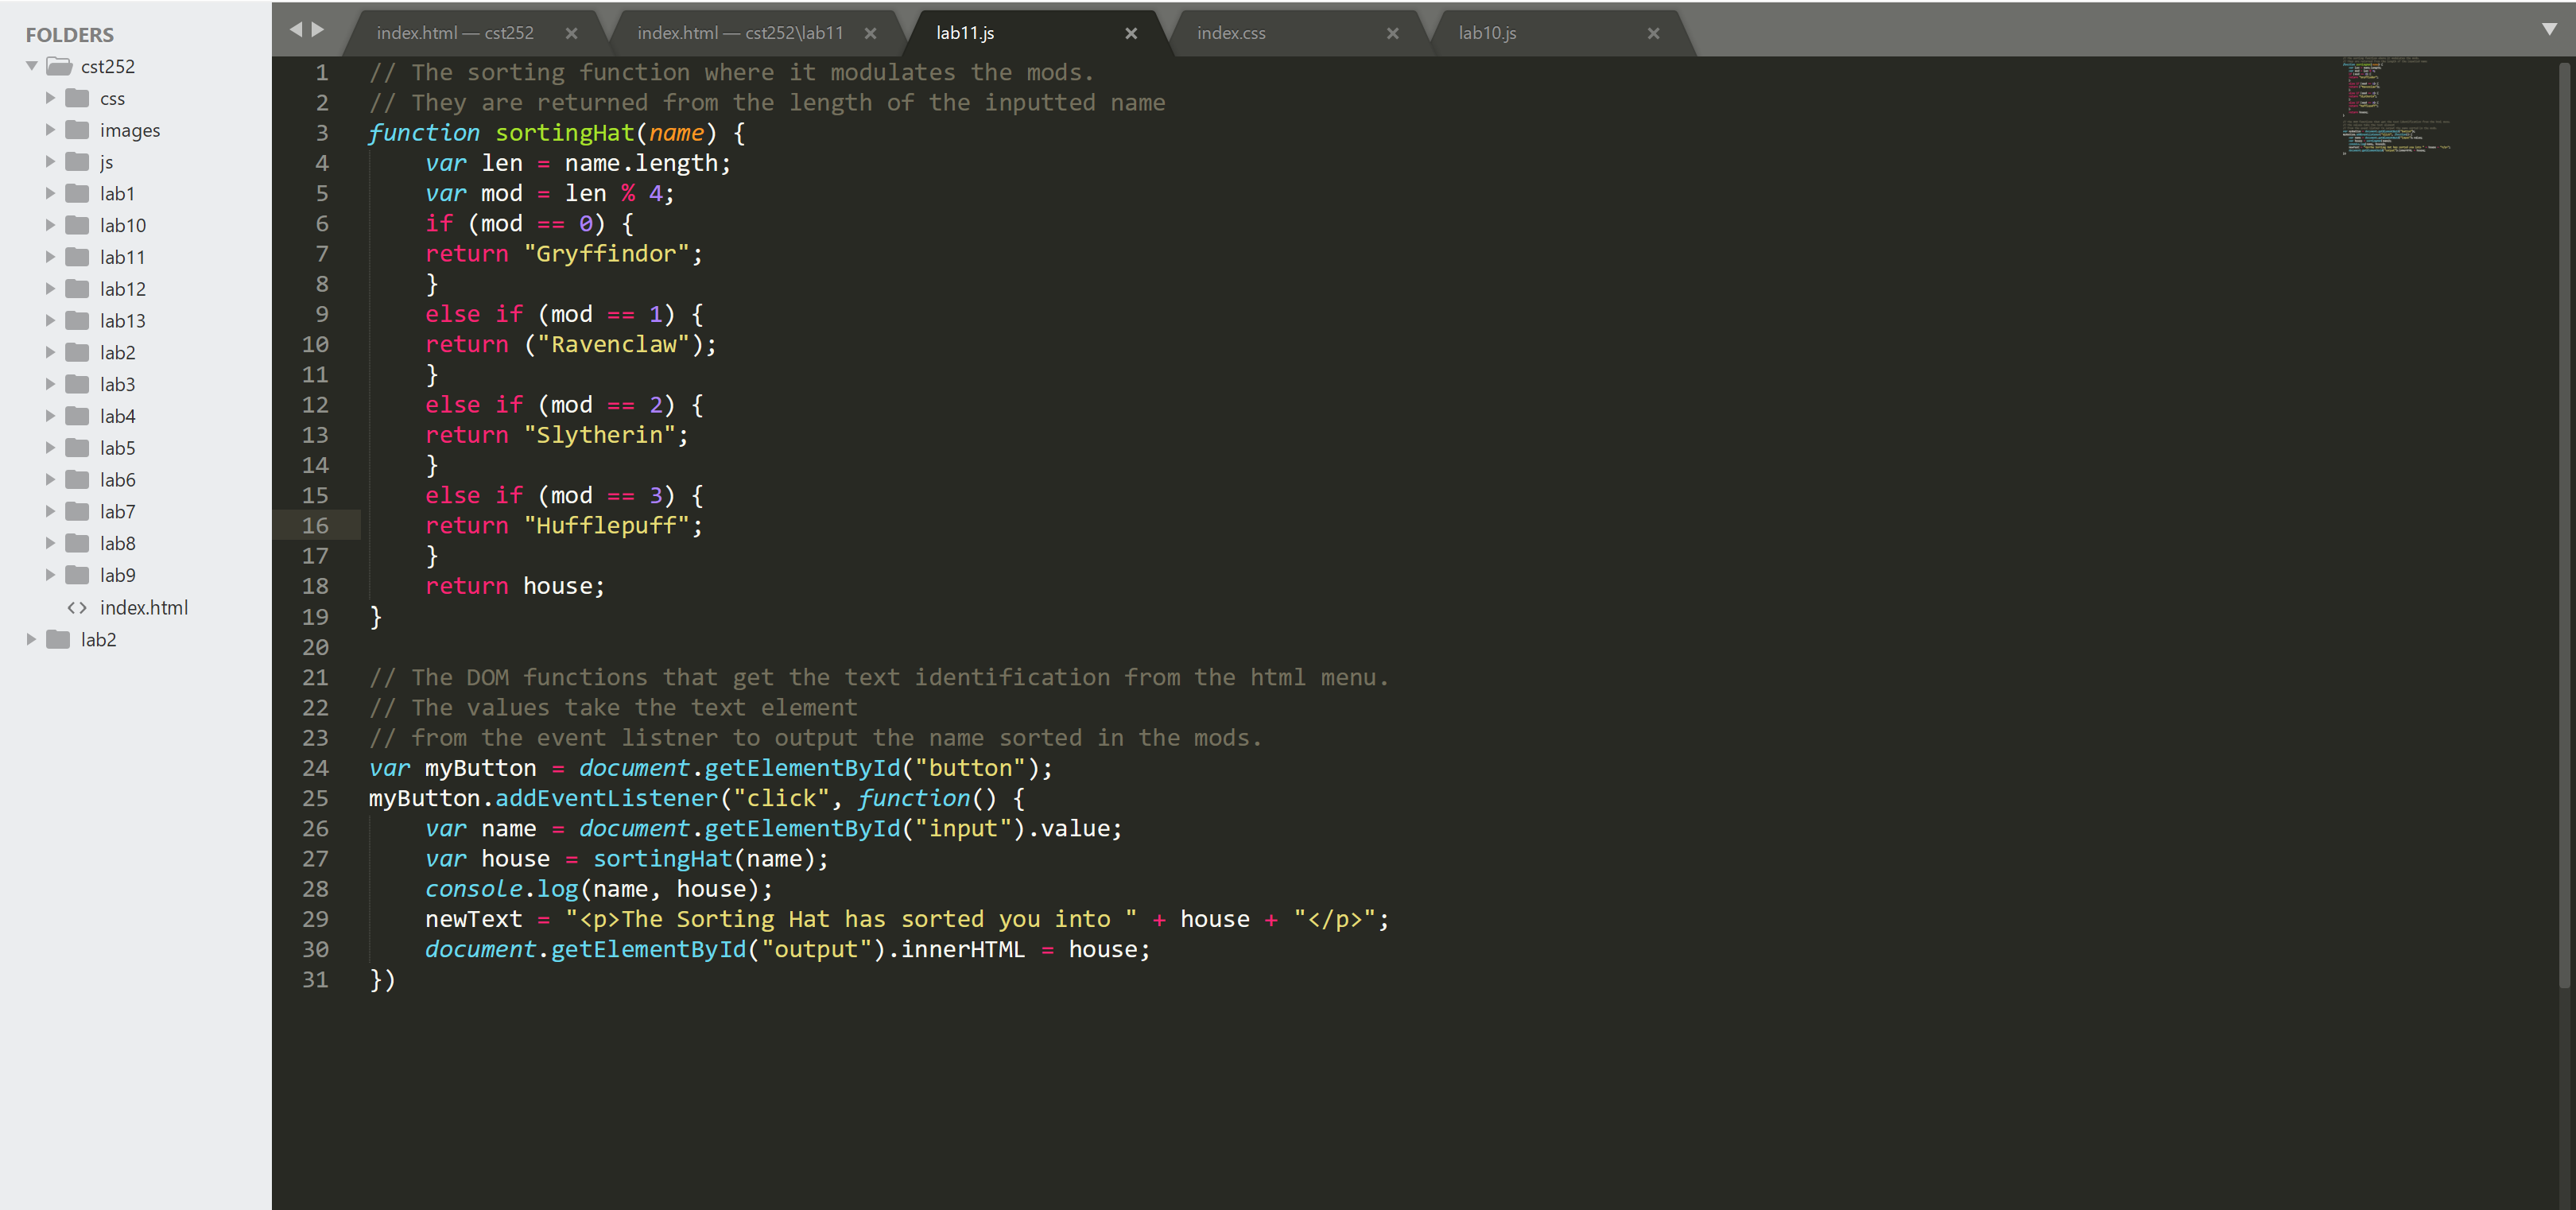 FOLDERS
cst252
css
images
js
lab1
lab10
lab11
lab12
lab13
lab2
lab3
lab4
lab5
lab6
lab7
lab8
lab9
<> index.html
lab2
index.html — cst252 ×
index.html — cst252\lab11 ×
lab11.js ×
index.css ×
lab10.js ×
1 // The sorting function where it modulates the mods.
2 // They are returned from the length of the inputted name
3 function sortingHat(name) {
4     var len = name.length;
5     var mod = len % 4;
6     if (mod == 0) {
7     return "Gryffindor";
8     }
9     else if (mod == 1) {
10     return ("Ravenclaw");
11     }
12     else if (mod == 2) {
13     return "Slytherin";
14     }
15     else if (mod == 3) {
16     return "Hufflepuff";
17     }
18     return house;
19 }
20
21 // The DOM functions that get the text identification from the html menu.
22 // The values take the text element
23 // from the event listner to output the name sorted in the mods.
24 var myButton = document.getElementById("button");
25 myButton.addEventListener("click", function() {
26     var name = document.getElementById("input").value;
27     var house = sortingHat(name);
28     console.log(name, house);
29     newText = "<p>The Sorting Hat has sorted you into " + house + "</p>";
30     document.getElementById("output").innerHTML = house;
31 })